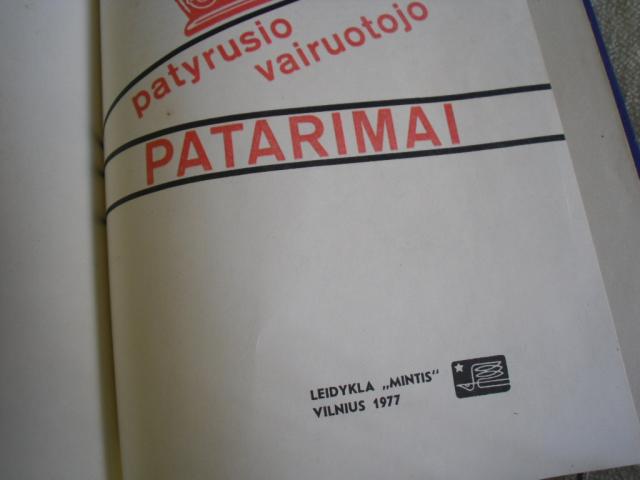 patyrusio
vairuotojo
PATARIMAI
LEIDYKLA „MINTIS“
VILNIUS 1977